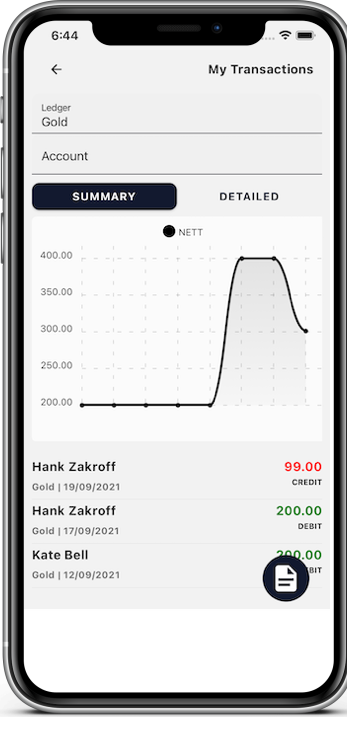 6:44
My Transactions
Ledger
Gold
Account
SUMMARY DETAILED
NETT
400.00
350.00
300.00
250.00
200.00
Hank Zakroff 99.00
Gold | 19/09/2021 CREDIT
Hank Zakroff 200.00
Gold | 17/09/2021 DEBIT
Kate Bell 200.00
Gold | 12/09/2021 BIT